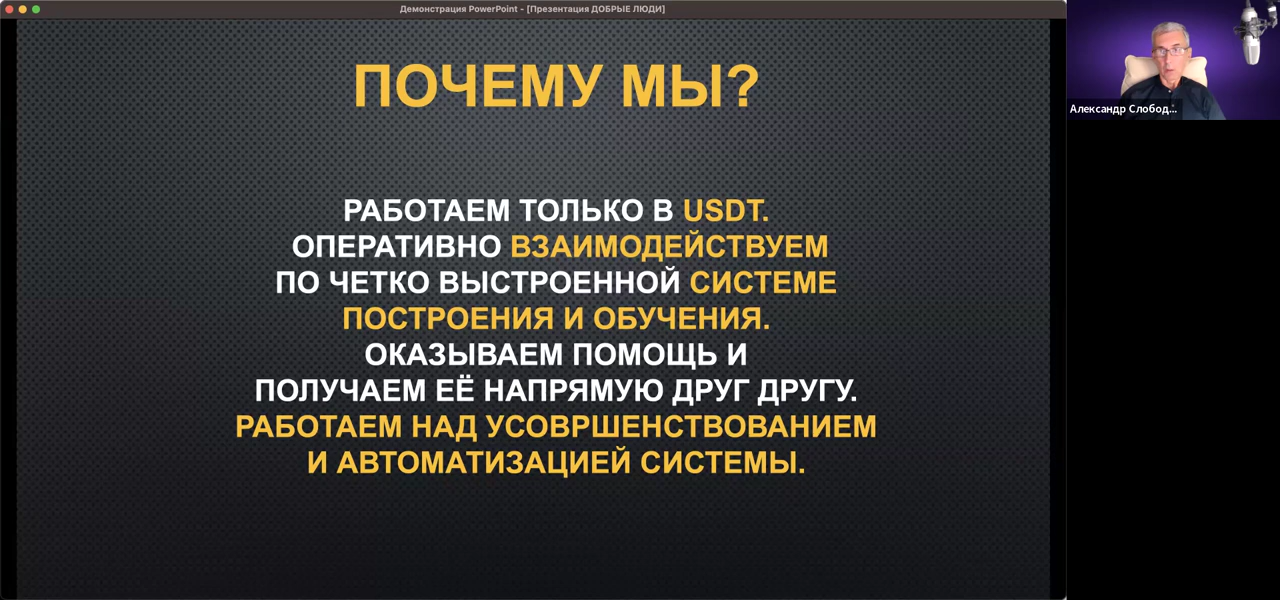 Демонстрация PowerPoint - [Презентация ДОБРЫЕ ЛЮДИ]
ПОЧЕМУ МЫ?
РАБОТАЕМ ТОЛЬКО В USDT.
ОПЕРАТИВНО ВЗАИМОДЕЙСТВУЕМ
ПО ЧЕТКО ВЫСТРОЕННОЙ СИСТЕМЕ
ПОСТРОЕНИЯ И ОБУЧЕНИЯ.
ОКАЗЫВАЕМ ПОМОЩЬ И
ПОЛУЧАЕМ ЕЁ НАПРЯМУЮ ДРУГ ДРУГУ.
РАБОТАЕМ НАД УСОВРШЕНСТВОВАНИЕМ
И АВТОМАТИЗАЦИЕЙ СИСТЕМЫ.
Александр Слобод...